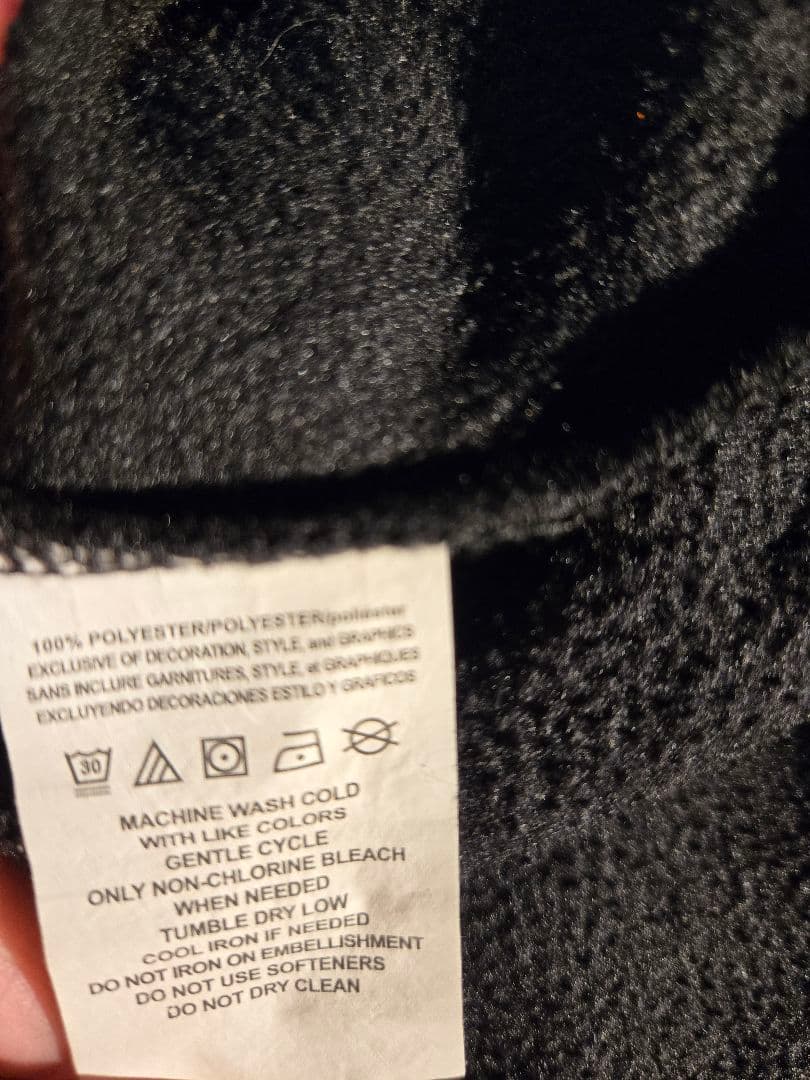 100% POLYESTER/POLYESTER/poliéster
EXCLUSIVE OF DECORATION, STYLE, and GRAPHICS
SANS INCLURE GARNITURES, STYLE, et GRAPHIQUES
EXCLUYENDO DECORACIONES ESTILO Y GRAFICOS
30
MACHINE WASH COLD
WITH LIKE COLORS
GENTLE CYCLE
ONLY NON-CHLORINE BLEACH
WHEN NEEDED
TUMBLE DRY LOW
COOL IRON IF NEEDED
DO NOT IRON ON EMBELLISHMENT
DO NOT USE SOFTENERS
DO NOT DRY CLEAN